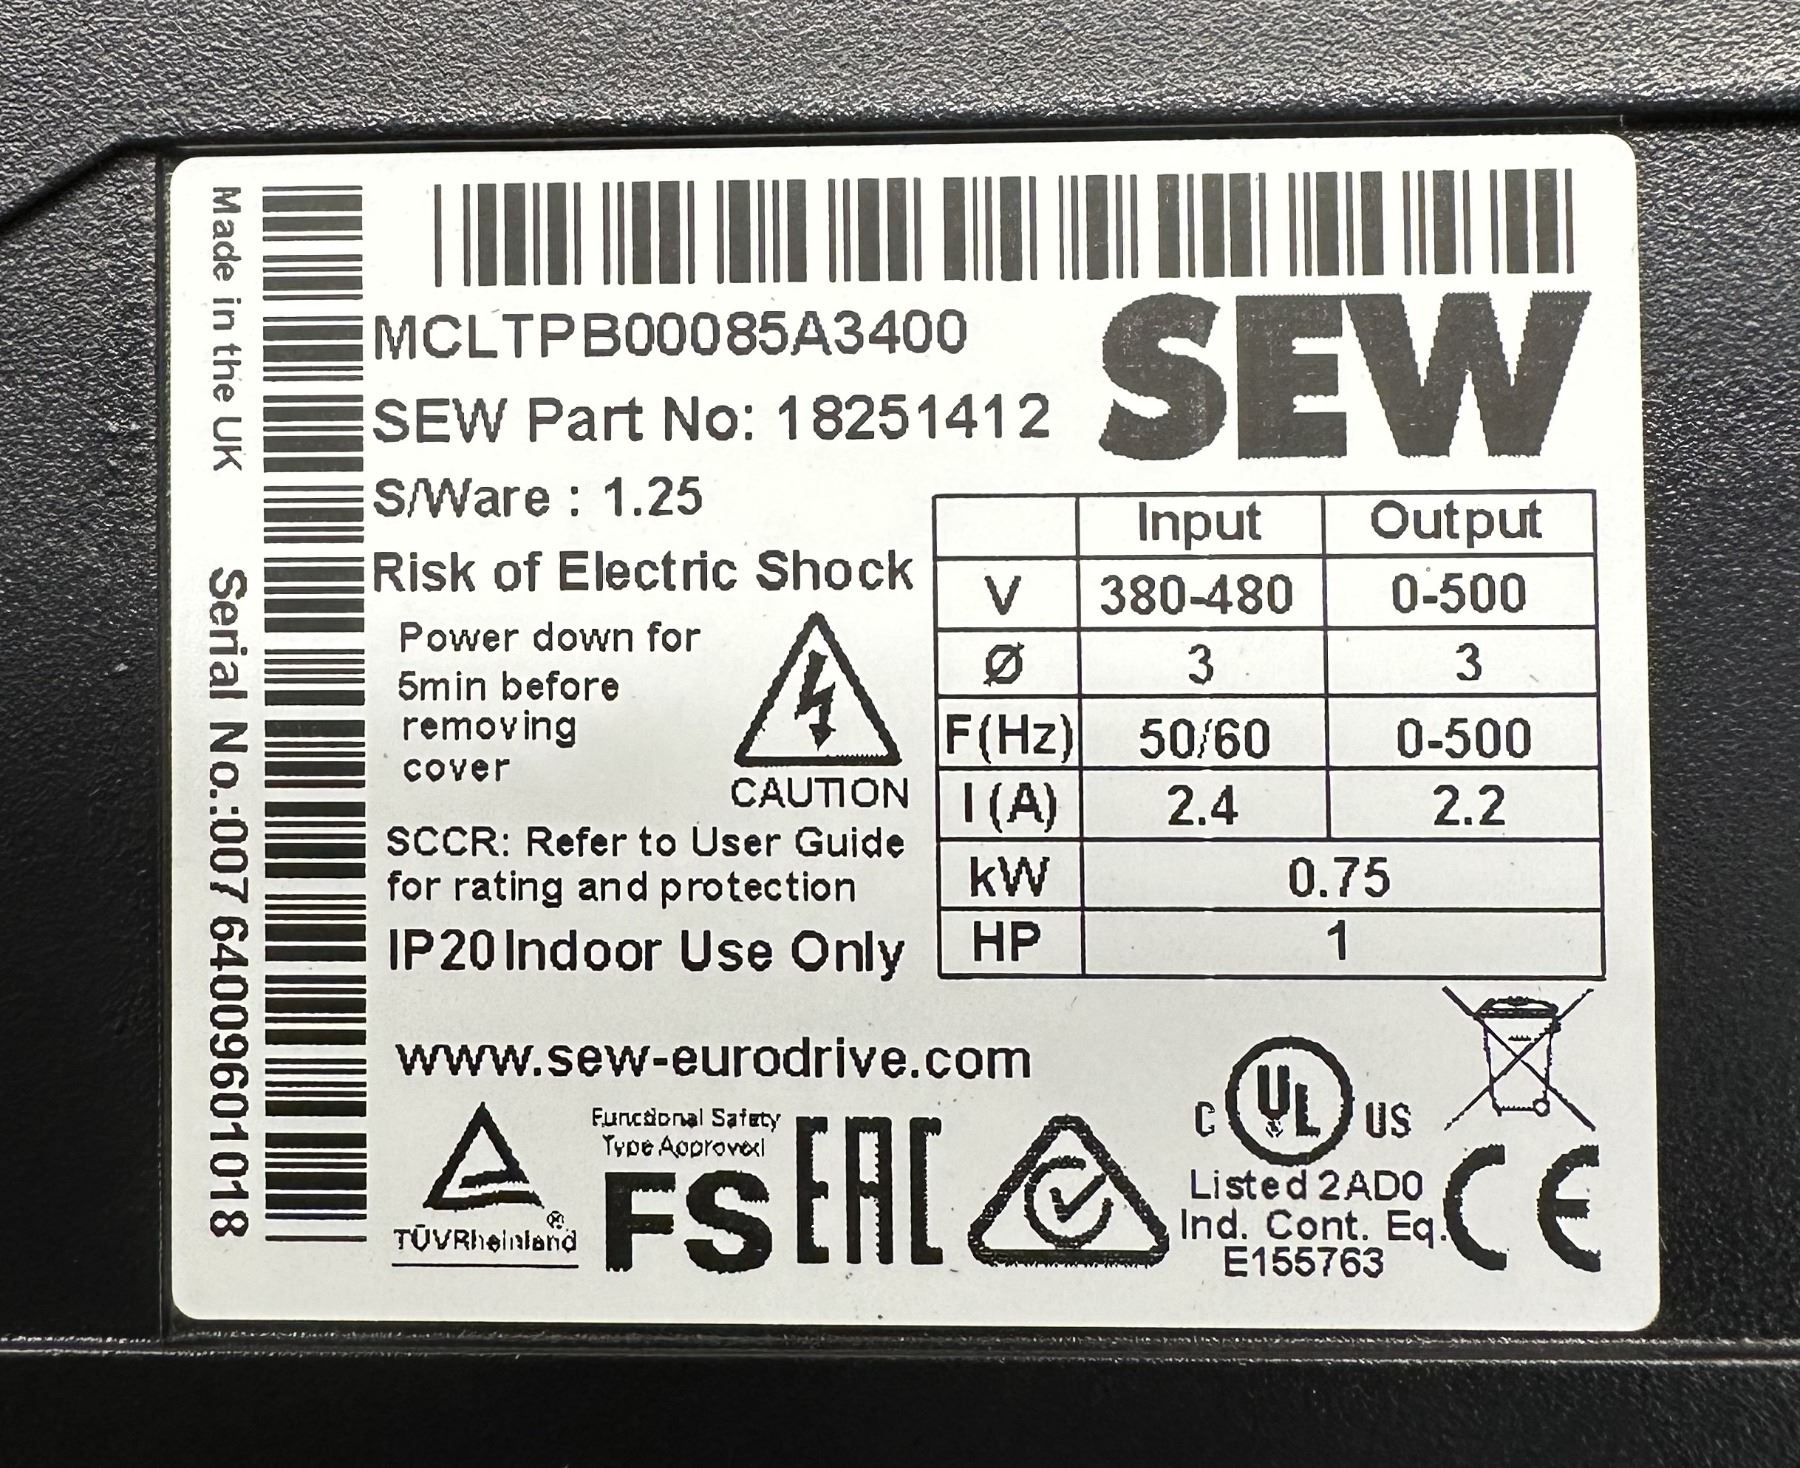 Made in the UK
Serial No.:007 64009601018
MCLTPB00085A3400
SEW
SEW Part No: 18251412
S/Ware : 1.25
Risk of Electric Shock
Power down for
5min before
removing
cover
CAUTION
SCCR: Refer to User Guide
for rating and protection
IP20 Indoor Use Only
Input Output
V 380-480 0-500
Ø 3 3
F(Hz) 50/60 0-500
I (A) 2.4 2.2
kW 0.75
HP 1
www.sew-eurodrive.com
TÜVRheinland®
Functional Safety
Type Approved
FS
EAC
C UL US
Listed 2AD0
Ind. Cont. Eq.
E155763
CE